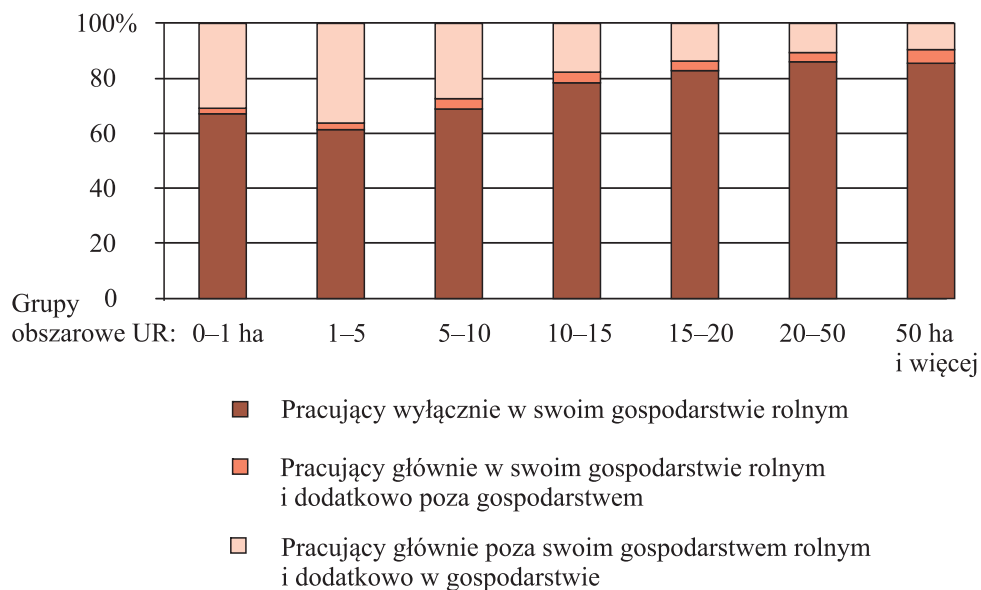 100%
80
60
40
20
0
Grupy
obszarowe UR: 0–1 ha 1–5 5–10 10–15 15–20 20–50 50 ha
i więcej
Pracujący wyłącznie w swoim gospodarstwie rolnym
Pracujący głównie w swoim gospodarstwie rolnym
i dodatkowo poza gospodarstwem
Pracujący głównie poza swoim gospodarstwem rolnym
i dodatkowo w gospodarstwie